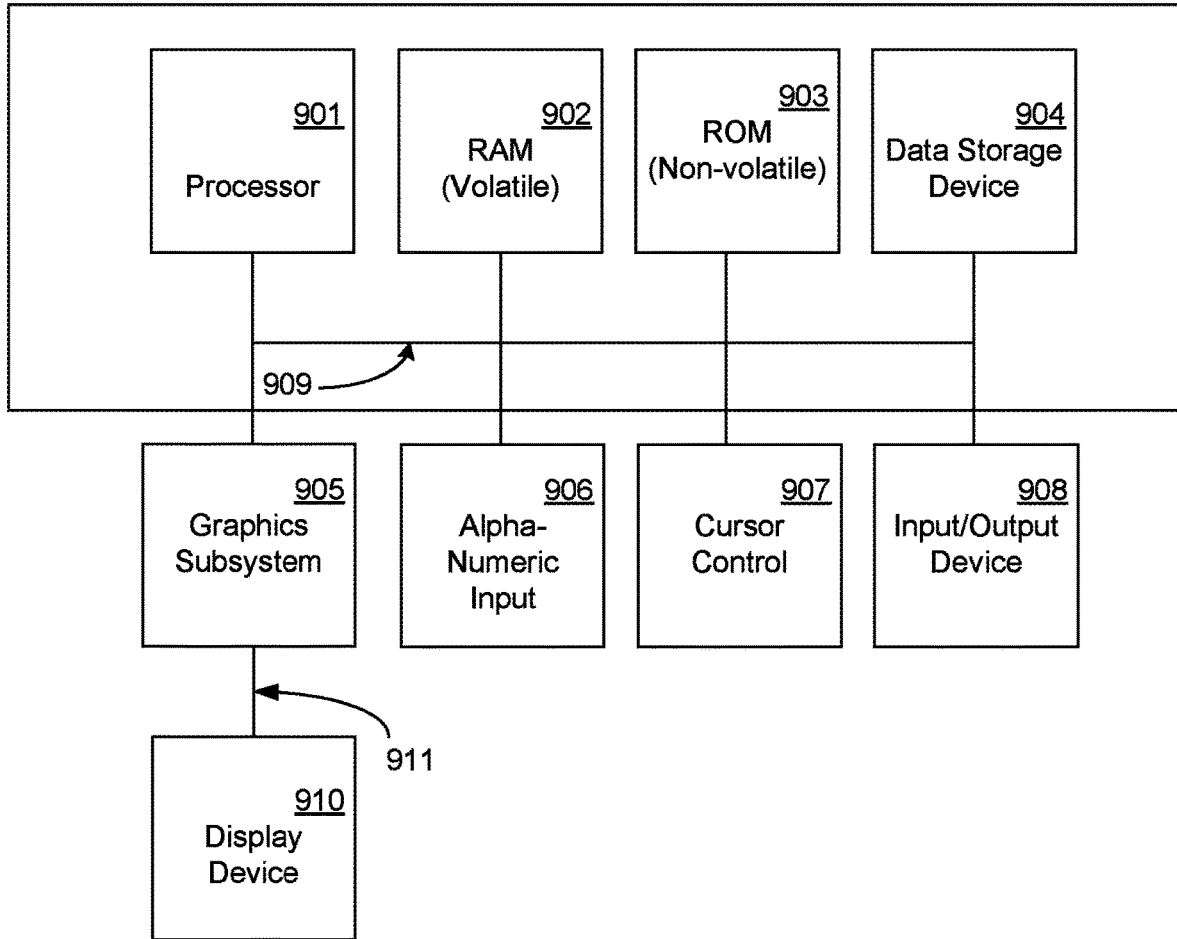 901
Processor
902
RAM
(Volatile)
903
ROM
(Non-volatile)
904
Data Storage
Device
909
905
Graphics
Subsystem
906
Alpha-
Numeric
Input
907
Cursor
Control
908
Input/Output
Device
911
910
Display
Device